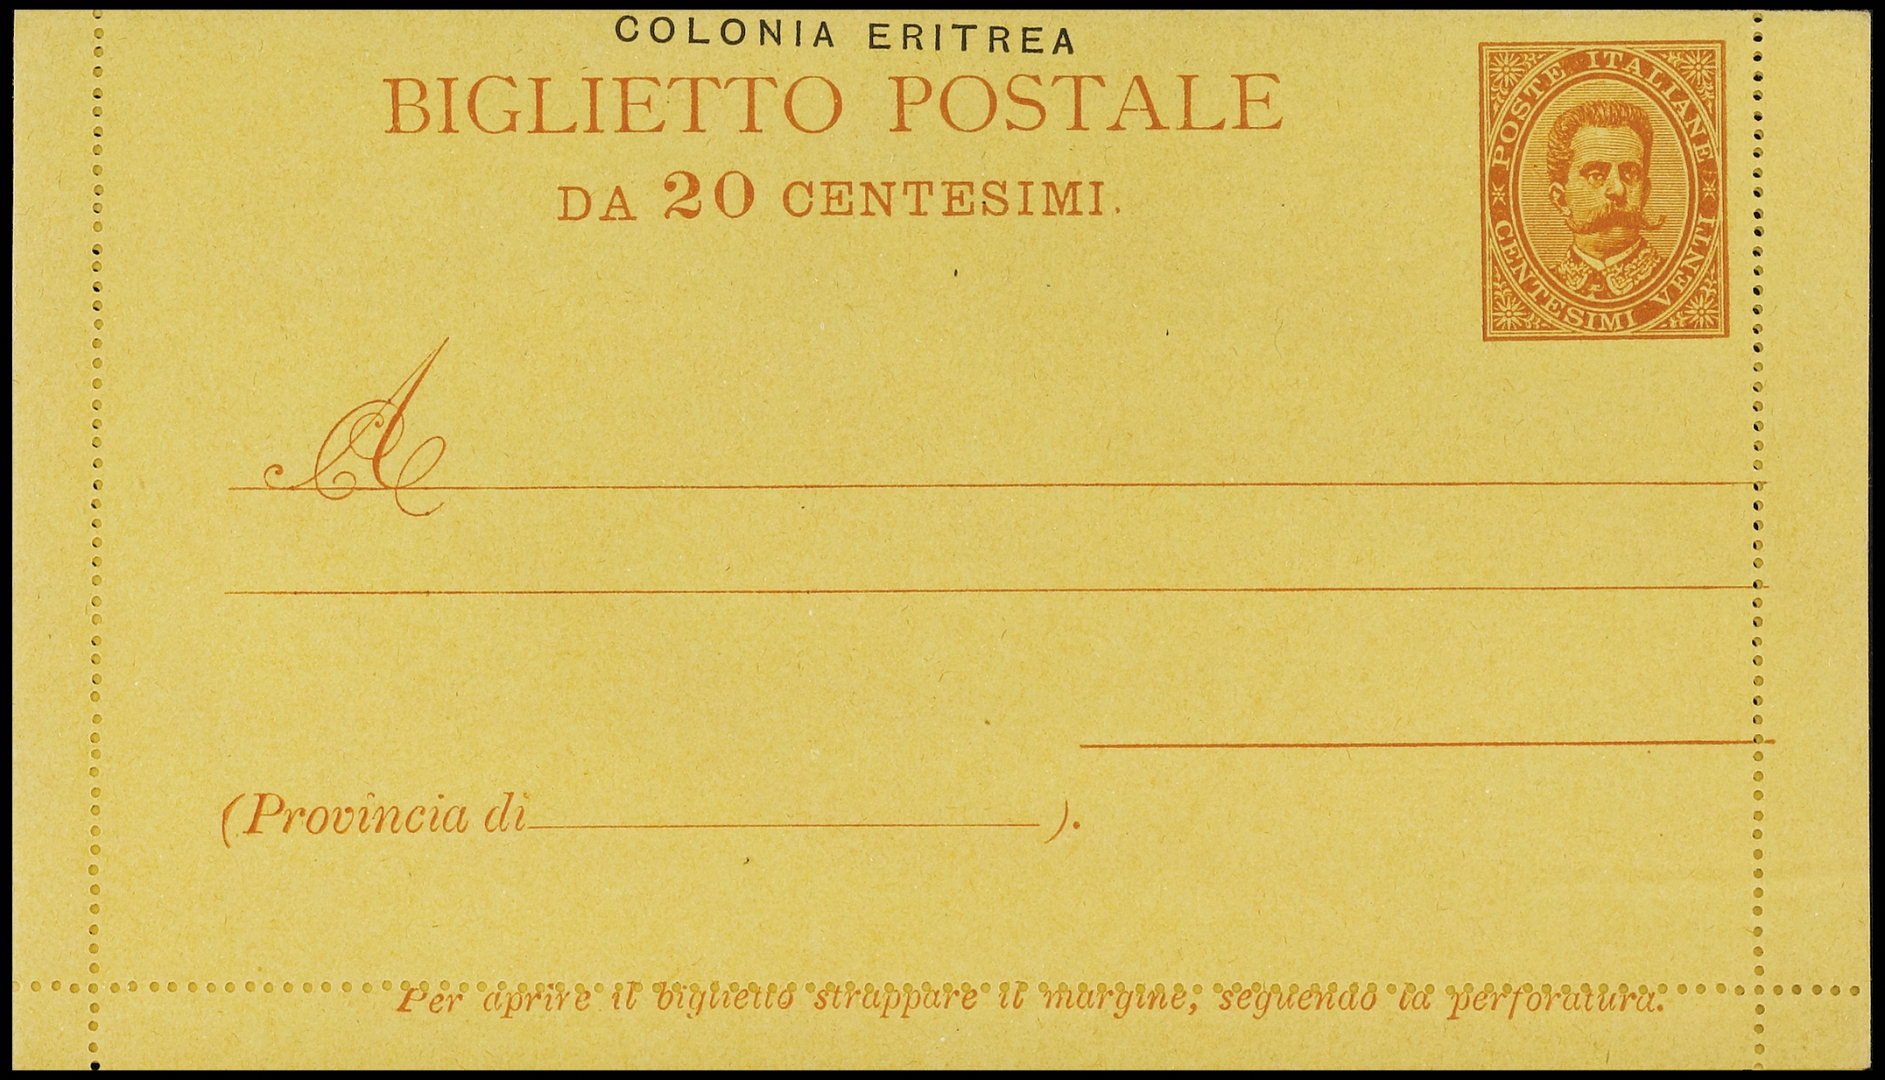 COLONIA ERITREA
BIGLIETTO POSTALE
DA 20 CENTESIMI.
POSTE ITALIANE
CENTESIMI VENTI
A
(Provincia di ).
Per aprire il biglietto strappare il margine, seguendo la perforatura.